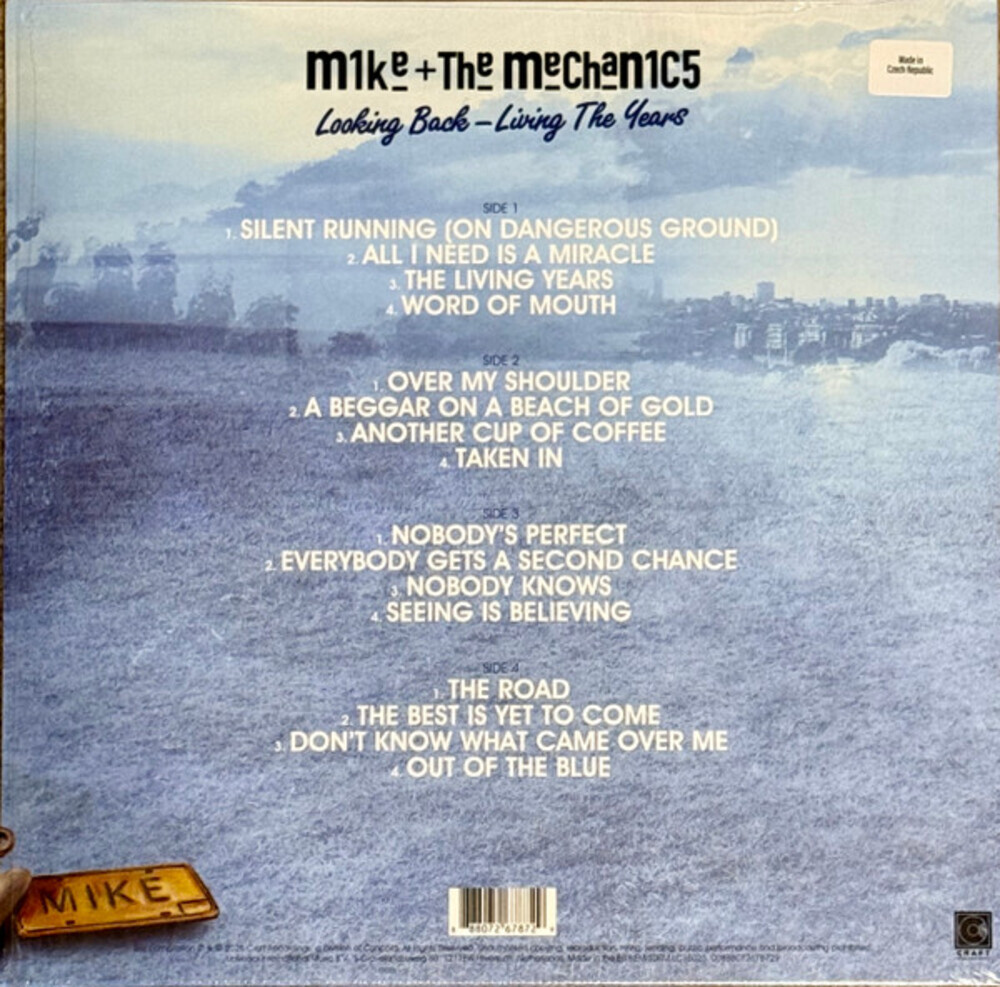 m1ke + The mechan1c5
Looking Back – Living The Years
Made in
Czech Republic
SIDE 1
1. SILENT RUNNING (ON DANGEROUS GROUND)
2. ALL I NEED IS A MIRACLE
3. THE LIVING YEARS
4. WORD OF MOUTH
SIDE 2
1. OVER MY SHOULDER
2. A BEGGAR ON A BEACH OF GOLD
3. ANOTHER CUP OF COFFEE
4. TAKEN IN
SIDE 3
1. NOBODY'S PERFECT
2. EVERYBODY GETS A SECOND CHANCE
3. NOBODY KNOWS
4. SEEING IS BELIEVING
SIDE 4
1. THE ROAD
2. THE BEST IS YET TO COME
3. DON'T KNOW WHAT CAME OVER ME
4. OUT OF THE BLUE
MIKE
88072 67872
CRAFT